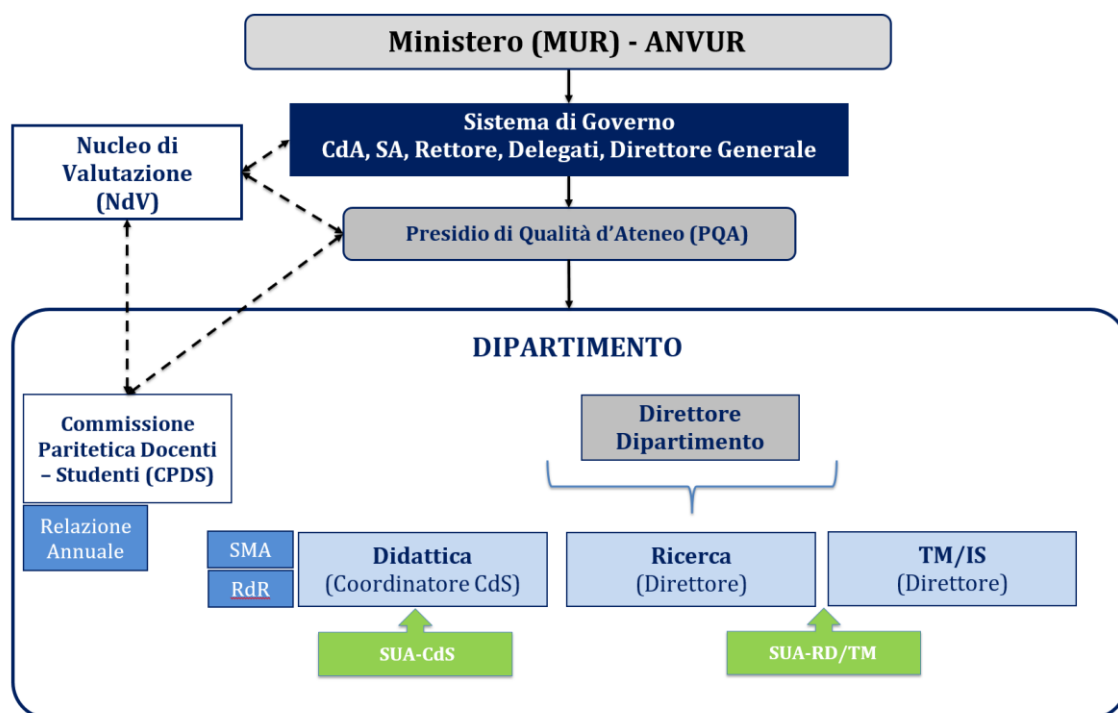 Ministero (MUR) - ANVUR
Sistema di Governo
CdA, SA, Rettore, Delegati, Direttore Generale
Nucleo di
Valutazione
(NdV)
Presidio di Qualità d’Ateneo (PQA)
DIPARTIMENTO
Commissione
Paritetica Docenti
– Studenti (CPDS)
Relazione
Annuale
Direttore
Dipartimento
SMA
RdR
Didattica
(Coordinatore CdS)
Ricerca
(Direttore)
TM/IS
(Direttore)
SUA-CdS
SUA-RD/TM